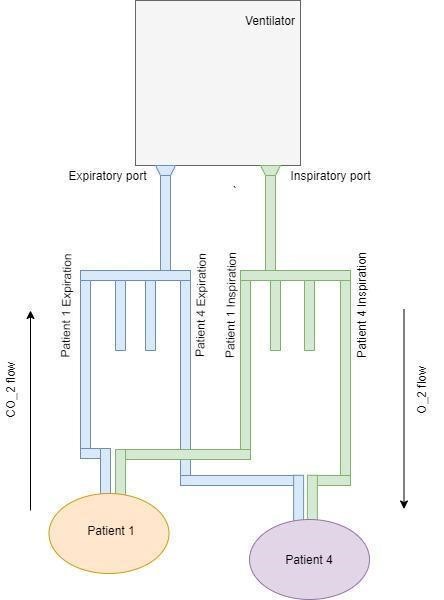 Ventilator
Expiratory port
Inspiratory port
Patient 1 Expiration
Patient 4 Expiration
Patient 1 Inspiration
Patient 4 Inspiration
CO_2 flow
O_2 flow
Patient 1
Patient 4